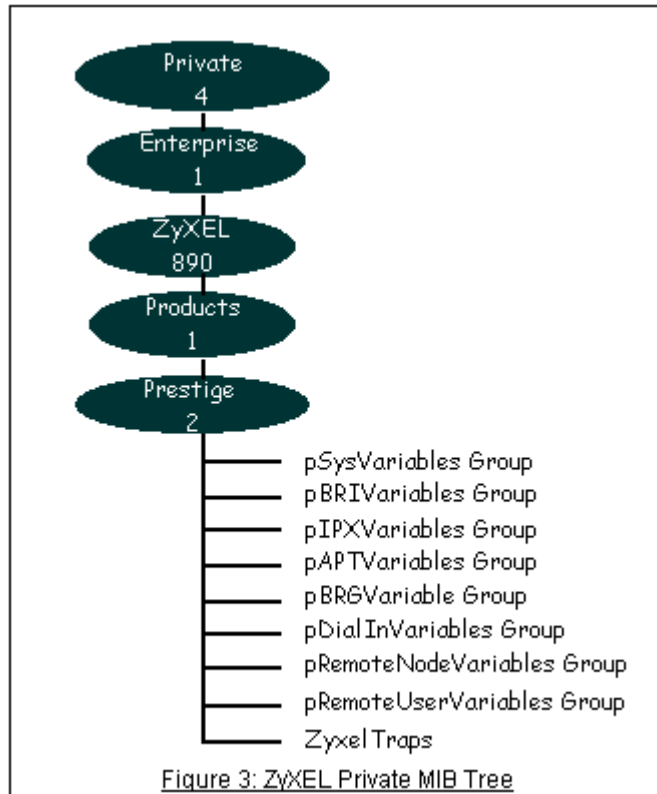 Private
4
Enterprise
1
ZyXEL
890
Products
1
Prestige
2
pSysVariables Group
pBRIVariables Group
pIPXVariables Group
pAPTVariables Group
pBRGVariable Group
pDialInVariables Group
pRemoteNodeVariables Group
pRemoteUserVariables Group
ZyxelTraps
Figure 3: ZyXEL Private MIB Tree